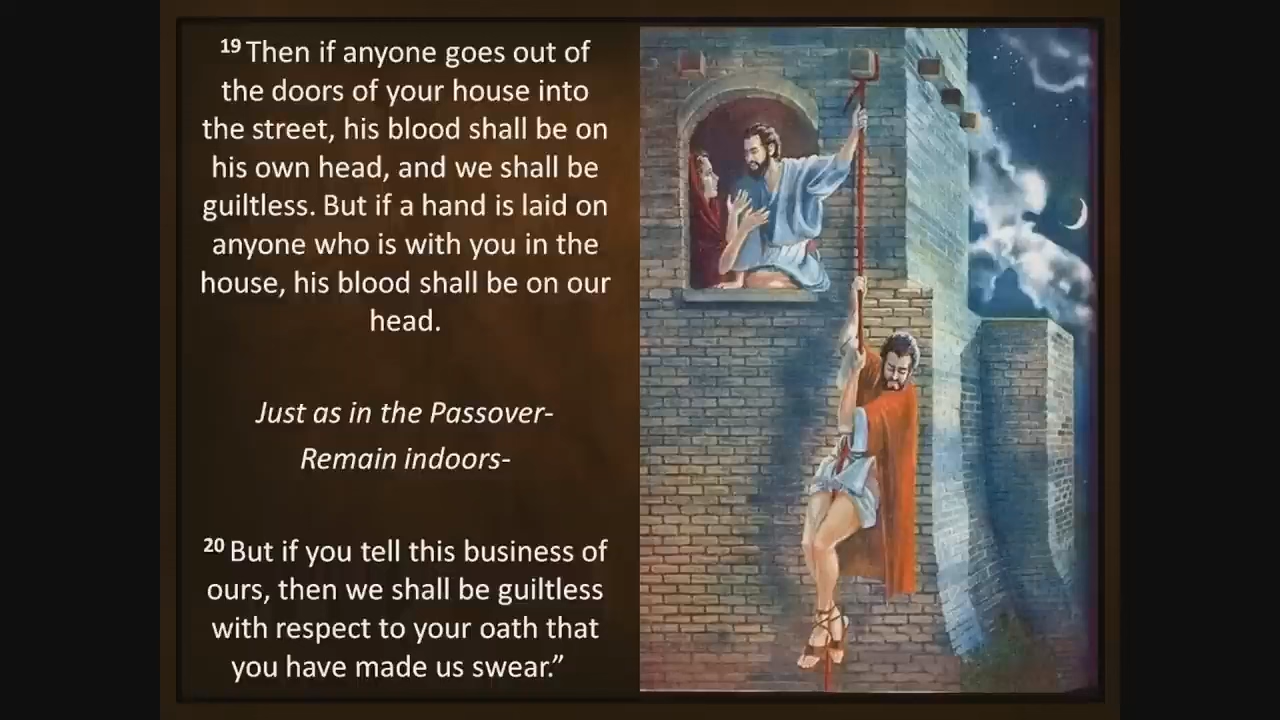 19 Then if anyone goes out of
the doors of your house into
the street, his blood shall be on
his own head, and we shall be
guiltless. But if a hand is laid on
anyone who is with you in the
house, his blood shall be on our
head.
Just as in the Passover-
Remain indoors-
20 But if you tell this business of
ours, then we shall be guiltless
with respect to your oath that
you have made us swear.”